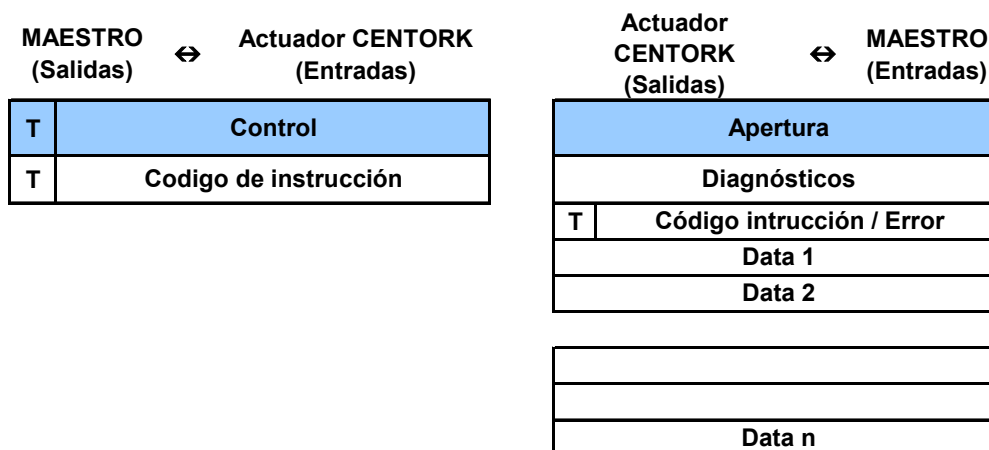 MAESTRO
(Salidas)
↔
Actuador CENTORK
(Entradas)
T Control
T Codigo de instrucción
Actuador
CENTORK
(Salidas)
↔
MAESTRO
(Entradas)
Apertura
Diagnósticos
T Código intrucción / Error
Data 1
Data 2
Data n